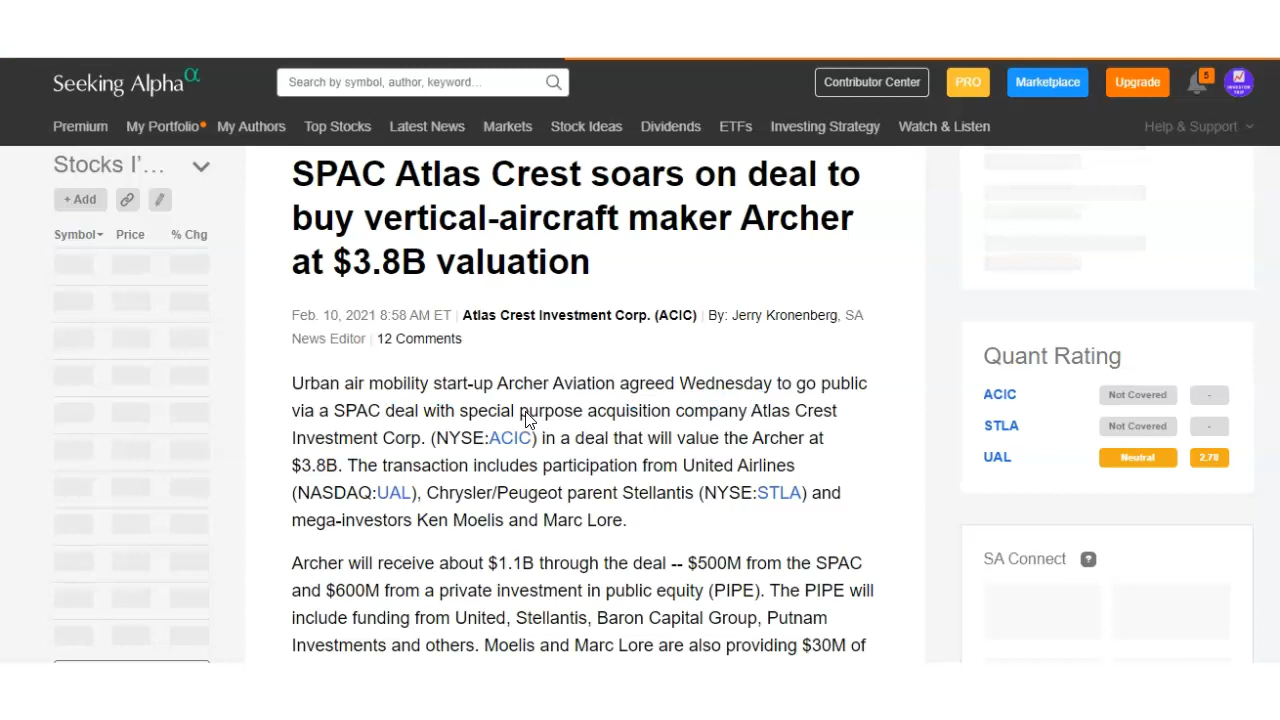 Seeking Alpha α
Search by symbol, author, keyword...
Contributor Center
PRO
Marketplace
Upgrade
5
INVESTOR TRIP
Premium
My Portfolio
My Authors
Top Stocks
Latest News
Markets
Stock Ideas
Dividends
ETFs
Investing Strategy
Watch & Listen
Help & Support
Stocks I'...
+ Add
Symbol Price % Chg
SPAC Atlas Crest soars on deal to
buy vertical-aircraft maker Archer
at $3.8B valuation
Feb. 10, 2021 8:58 AM ET | Atlas Crest Investment Corp. (ACIC) | By: Jerry Kronenberg, SA
News Editor | 12 Comments
Urban air mobility start-up Archer Aviation agreed Wednesday to go public
via a SPAC deal with special purpose acquisition company Atlas Crest
Investment Corp. (NYSE:ACIC) in a deal that will value the Archer at
$3.8B. The transaction includes participation from United Airlines
(NASDAQ:UAL), Chrysler/Peugeot parent Stellantis (NYSE:STLA) and
mega-investors Ken Moelis and Marc Lore.
Archer will receive about $1.1B through the deal -- $500M from the SPAC
and $600M from a private investment in public equity (PIPE). The PIPE will
include funding from United, Stellantis, Baron Capital Group, Putnam
Investments and others. Moelis and Marc Lore are also providing $30M of
Quant Rating
ACIC Not Covered -
STLA Not Covered -
UAL Neutral 2.78
SA Connect ?